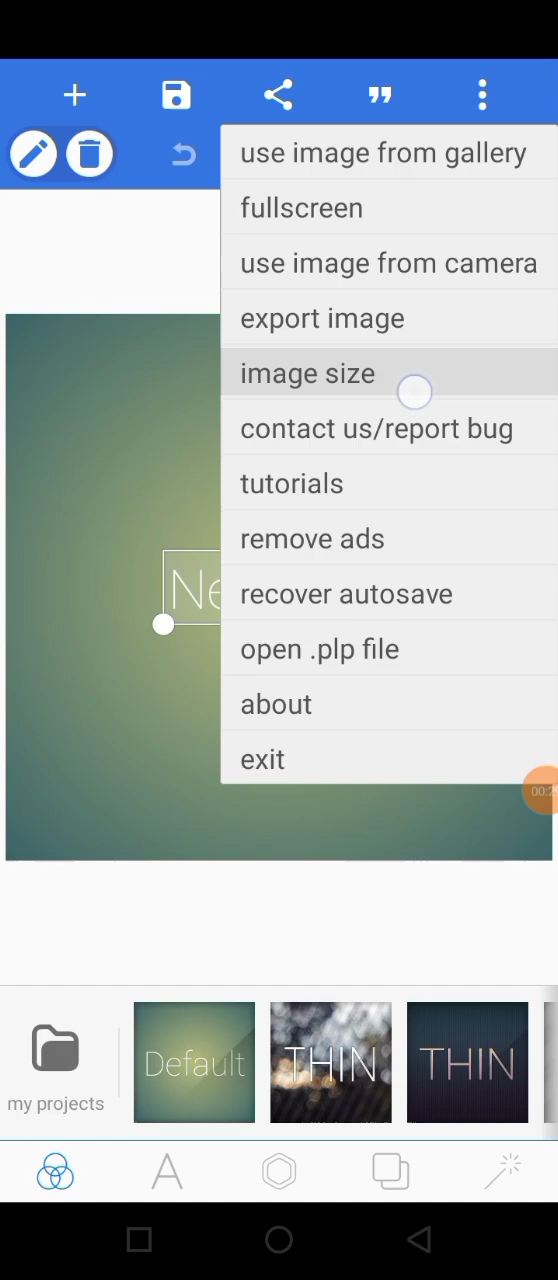 use image from gallery
fullscreen
use image from camera
export image
image size
contact us/report bug
tutorials
remove ads
recover autosave
open .plp file
about
exit
Ne
my projects
Default
THIN
THIN